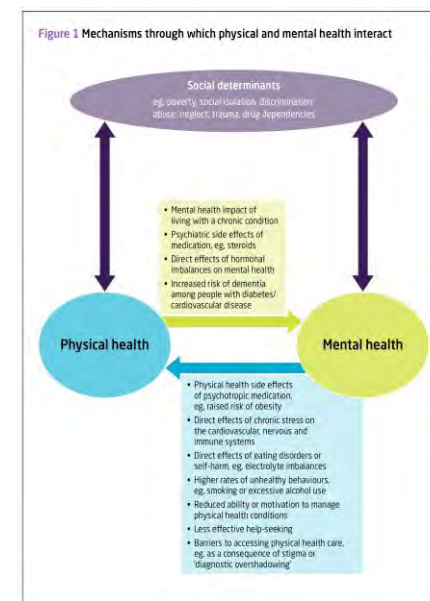 Figure 1 Mechanisms through which physical and mental health interact
Social determinants
eg, poverty, social isolation, discrimination
abuse, neglect, trauma, drug dependencies
• Mental health impact of
living with a chronic condition
• Psychiatric side effects of
medication, eg, steroids
• Direct effects of hormonal
imbalances on mental health
• Increased risk of dementia
among people with diabetes/
cardiovascular disease
Physical health
Mental health
• Physical health side effects
of psychotropic medication,
eg, raised risk of obesity
• Direct effects of chronic stress on
the cardiovascular, nervous and
immune systems
• Direct effects of eating disorders or
self-harm, eg, electrolyte imbalances
• Higher rates of unhealthy behaviours,
eg, smoking or excessive alcohol use
• Reduced ability or motivation to manage
physical health conditions
• Less effective help-seeking
• Barriers to accessing physical health care,
eg, as a consequence of stigma or
'diagnostic overshadowing'